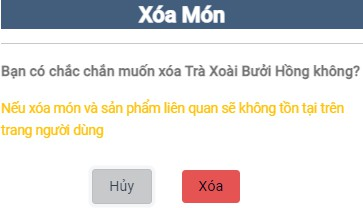 Xóa Món
Bạn có chắc chắn muốn xóa Trà Xoài Bưởi Hồng không?
Nếu xóa món và sản phẩm liên quan sẽ không tồn tại trên
trang người dùng
Hủy
Xóa